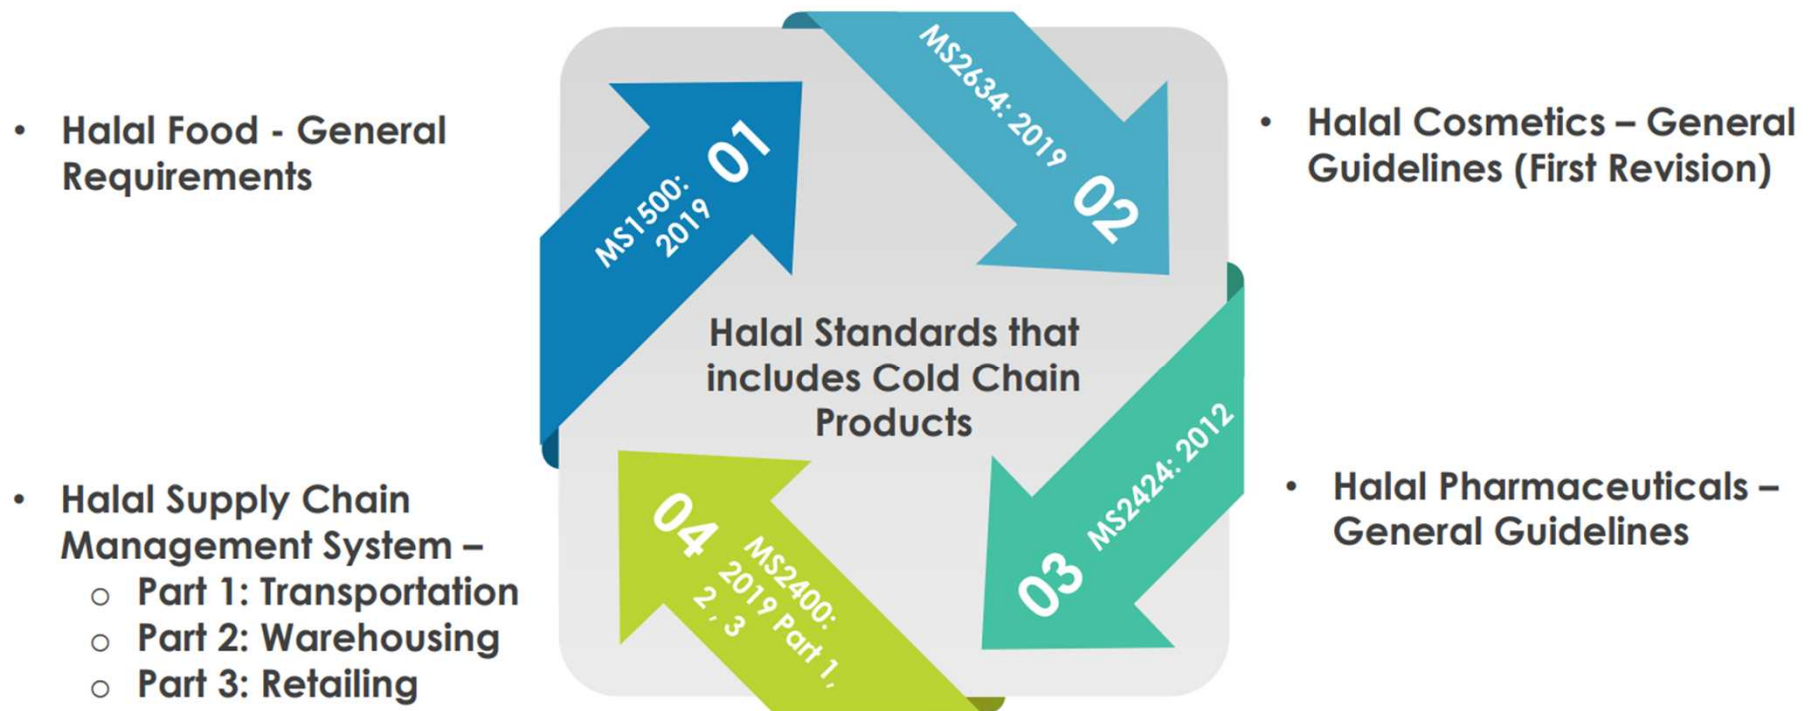 • Halal Food - General
Requirements
MS1500:
2019
01
MS2634: 2019
02
• Halal Cosmetics – General
Guidelines (First Revision)
Halal Standards that
includes Cold Chain
Products
MS2424: 2012
03
• Halal Pharmaceuticals –
General Guidelines
04
MS2400:
2019 Part 1,
2 , 3
• Halal Supply Chain
Management System –
o Part 1: Transportation
o Part 2: Warehousing
o Part 3: Retailing